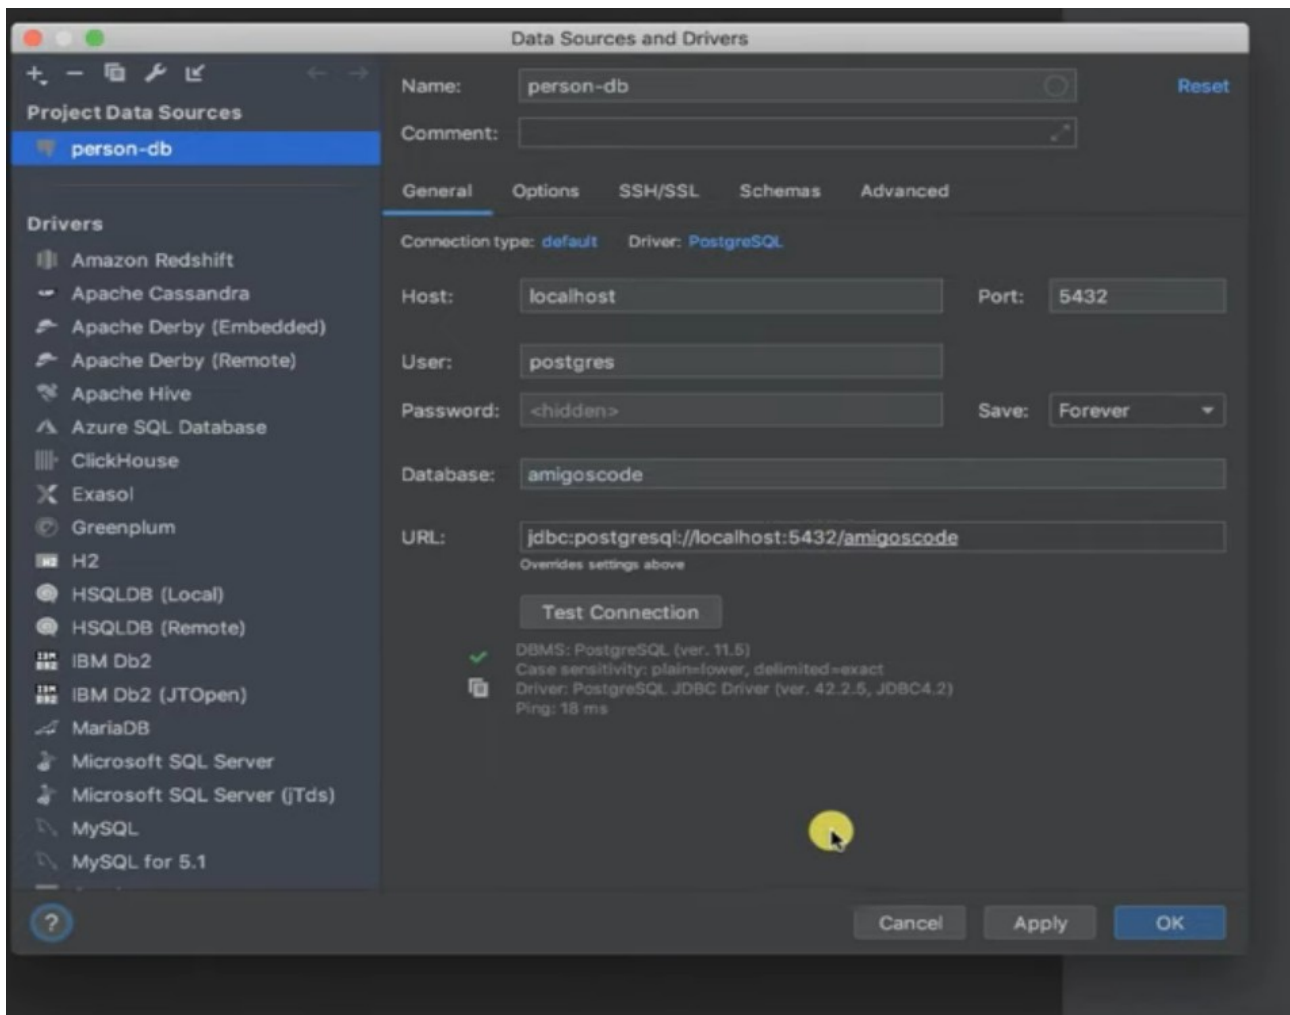 Data Sources and Drivers
Project Data Sources
person-db
Drivers
Amazon Redshift
Apache Cassandra
Apache Derby (Embedded)
Apache Derby (Remote)
Apache Hive
Azure SQL Database
ClickHouse
Exasol
Greenplum
H2
HSQLDB (Local)
HSQLDB (Remote)
IBM Db2
IBM Db2 (JTOpen)
MariaDB
Microsoft SQL Server
Microsoft SQL Server (jTds)
MySQL
MySQL for 5.1
Name: person-db Reset
Comment:
General Options SSH/SSL Schemas Advanced
Connection type: default Driver: PostgreSQL
Host: localhost Port: 5432
User: postgres
Password: <hidden> Save: Forever
Database: amigoscode
URL: jdbc:postgresql://localhost:5432/amigoscode
Overrides settings above
Test Connection
DBMS: PostgreSQL (ver. 11.5)
Case sensitivity: plain=lower, delimited=exact
Driver: PostgreSQL JDBC Driver (ver. 42.2.5, JDBC4.2)
Ping: 18 ms
? Cancel Apply OK